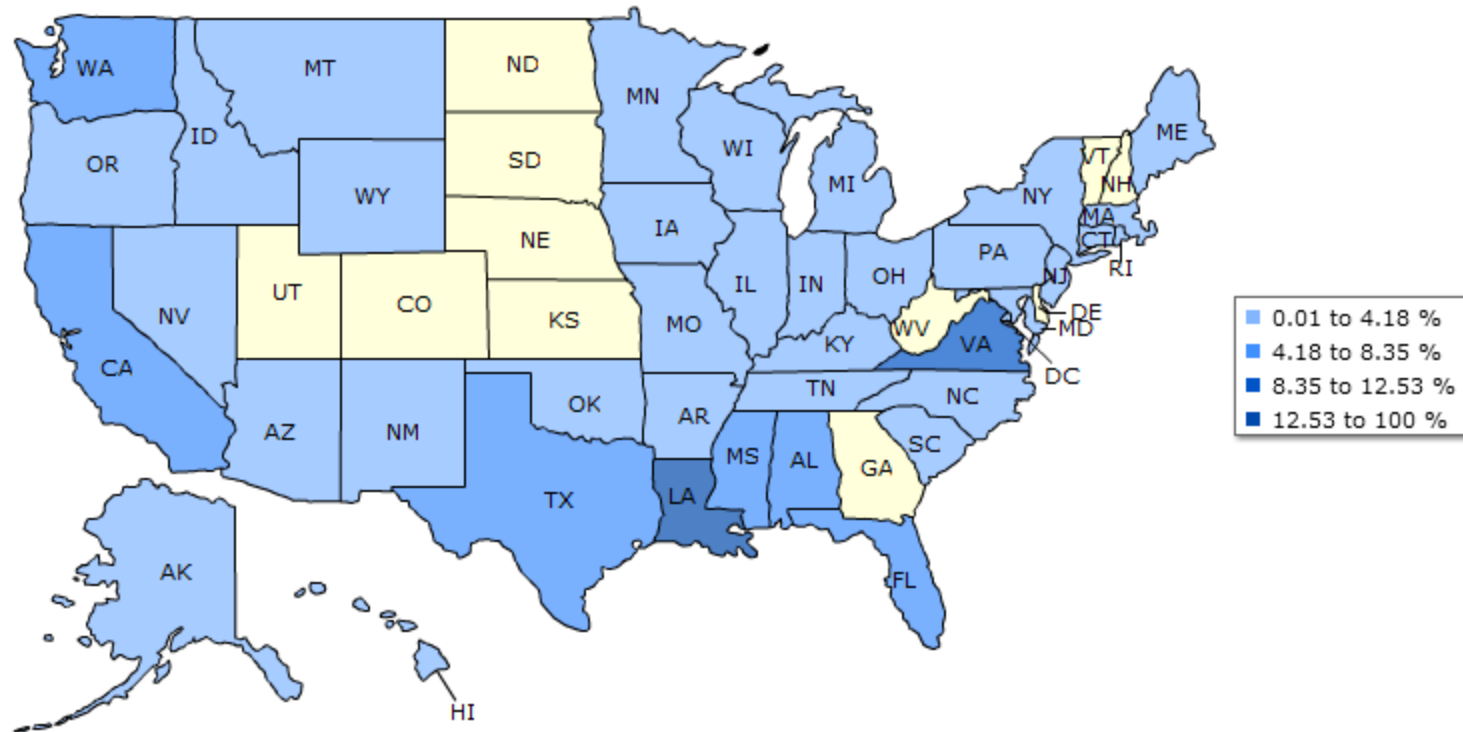 WA
MT
ND
MN
ME
ID
OR
SD
WI
VT
NH
MI
NY
WY
MA
IA
NE
CT
PA
RI
NJ
IL
IN
OH
UT
CO
NV
KS
MO
WV
DE
MD
VA
KY
CA
DC
TN
NC
OK
AR
AZ
NM
SC
MS
AL
GA
LA
TX
AK
FL
HI
0.01 to 4.18 %
4.18 to 8.35 %
8.35 to 12.53 %
12.53 to 100 %